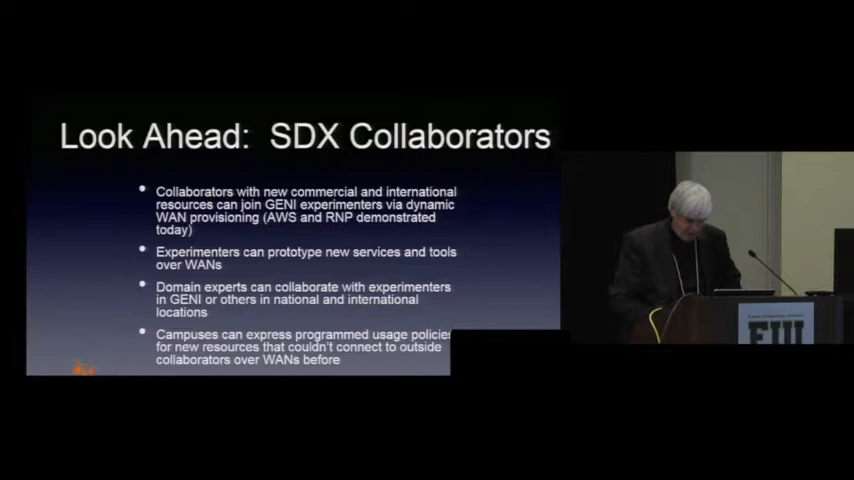 Look Ahead: SDX Collaborators
• Collaborators with new commercial and international
resources can join GENI experimenters via dynamic
WAN provisioning (AWS and RNP demonstrated
today)
• Experimenters can prototype new services and tools
over WANs
• Domain experts can collaborate with experimenters
in GENI or others in national and international
locations
• Campuses can express programmed usage policies
for new resources that couldn't connect to outside
collaborators over WANs before
FIU